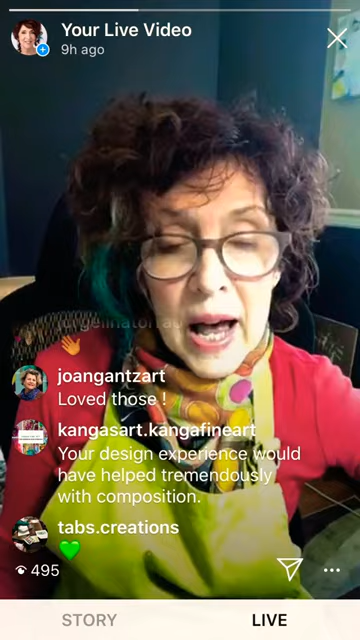 Your Live Video
9h ago
joangantzart
Loved those !
kangasart.kangafineart
Your design experience would
have helped tremendously
with composition.
tabs.creations
495
STORY
LIVE